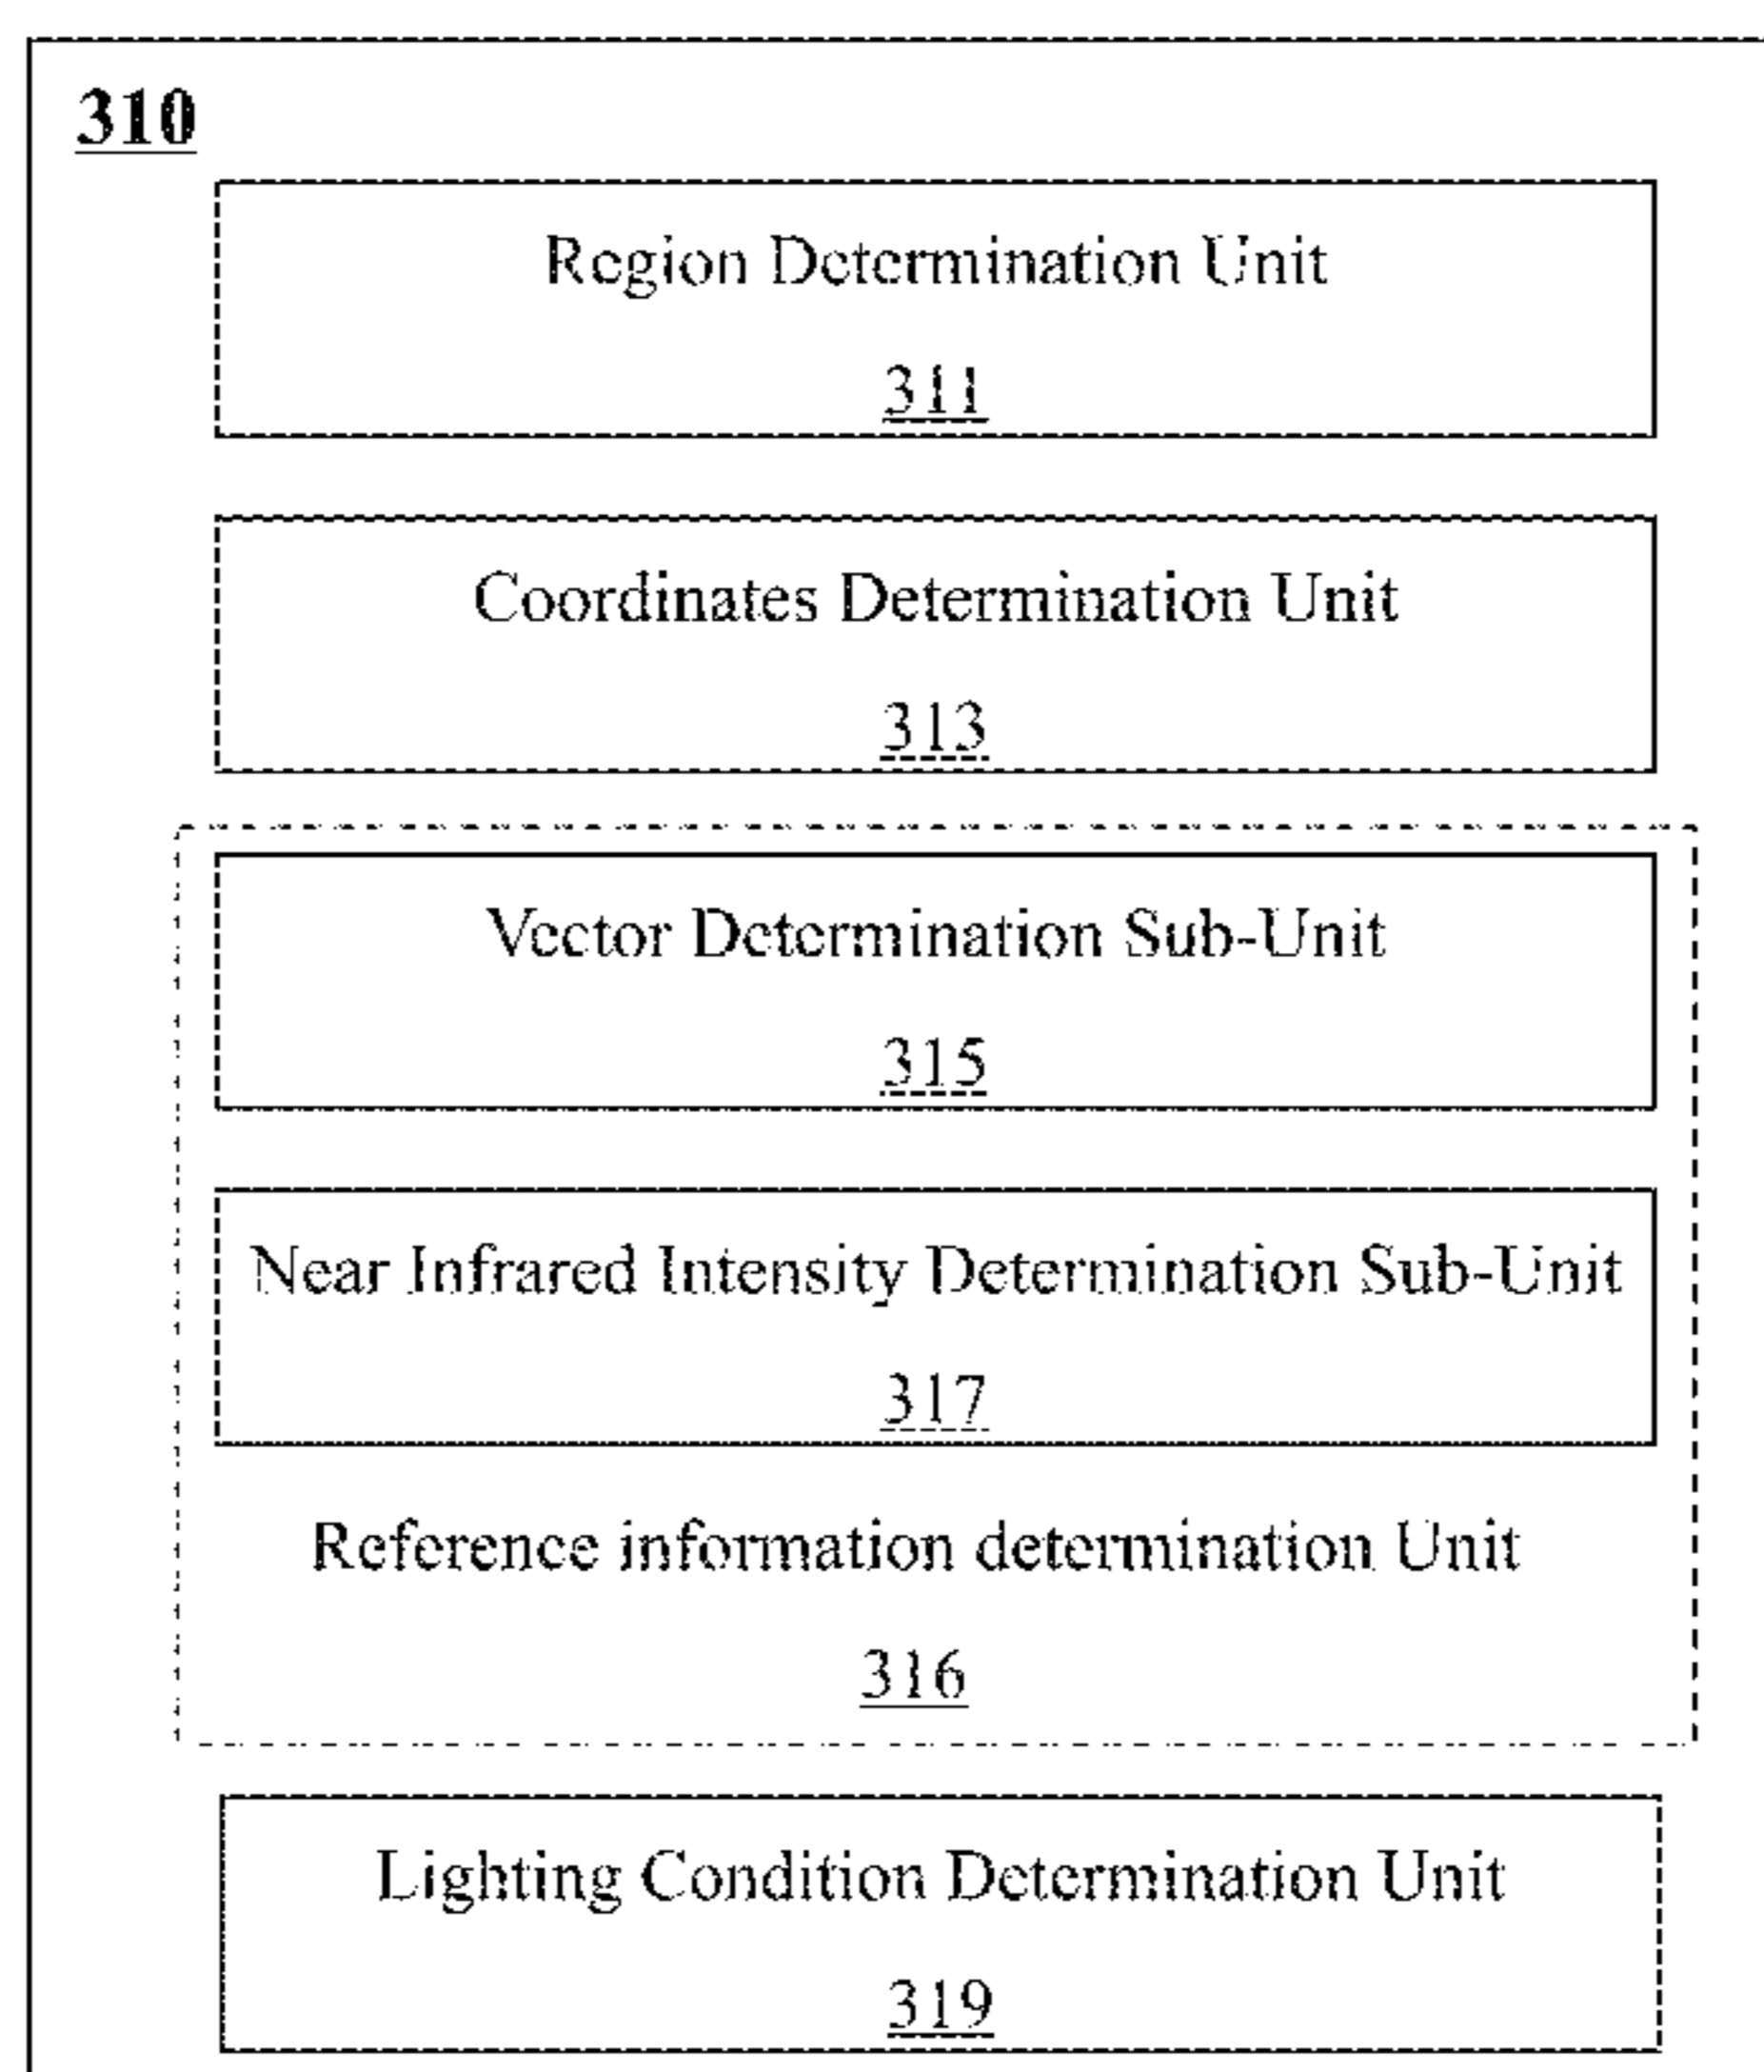 310
Region Determination Unit
311
Coordinates Determination Unit
313
Vector Determination Sub-Unit
315
Near Infrared Intensity Determination Sub-Unit
317
Reference information determination Unit
316
Lighting Condition Determination Unit
319